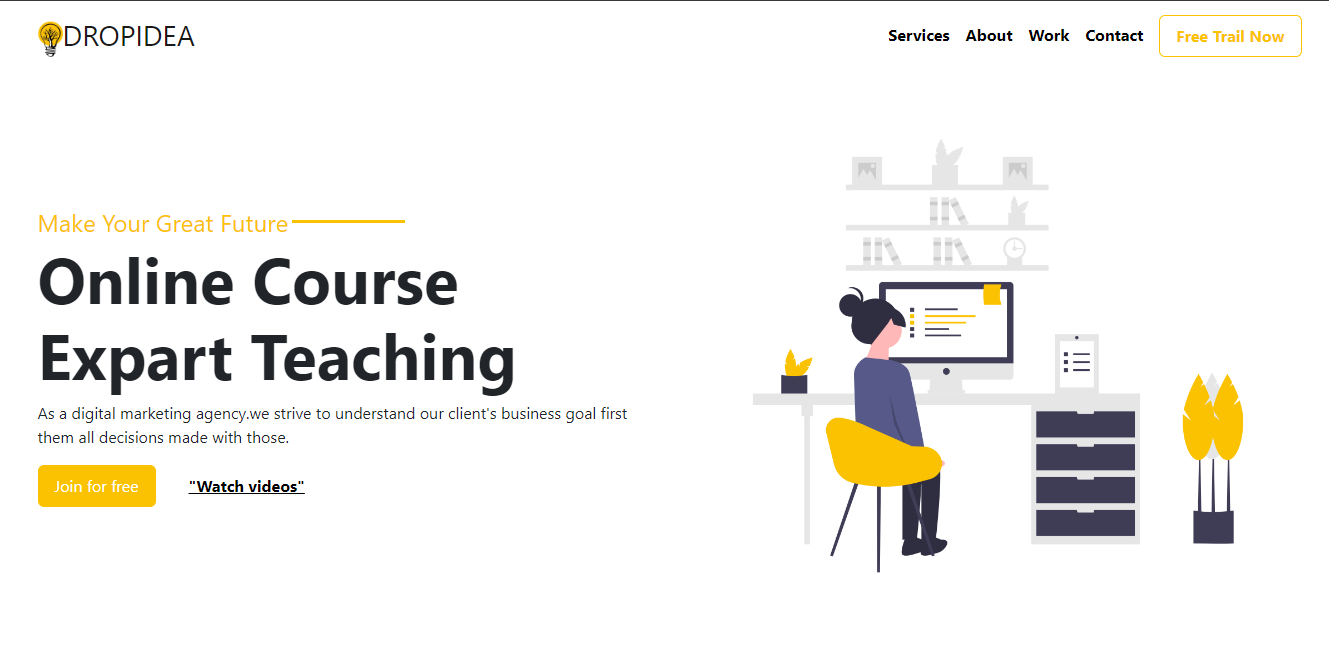 DROPIDEA
Services About Work Contact Free Trail Now
Make Your Great Future
Online Course
Expart Teaching
As a digital marketing agency.we strive to understand our client's business goal first
them all decisions made with those.
Join for free "Watch videos"